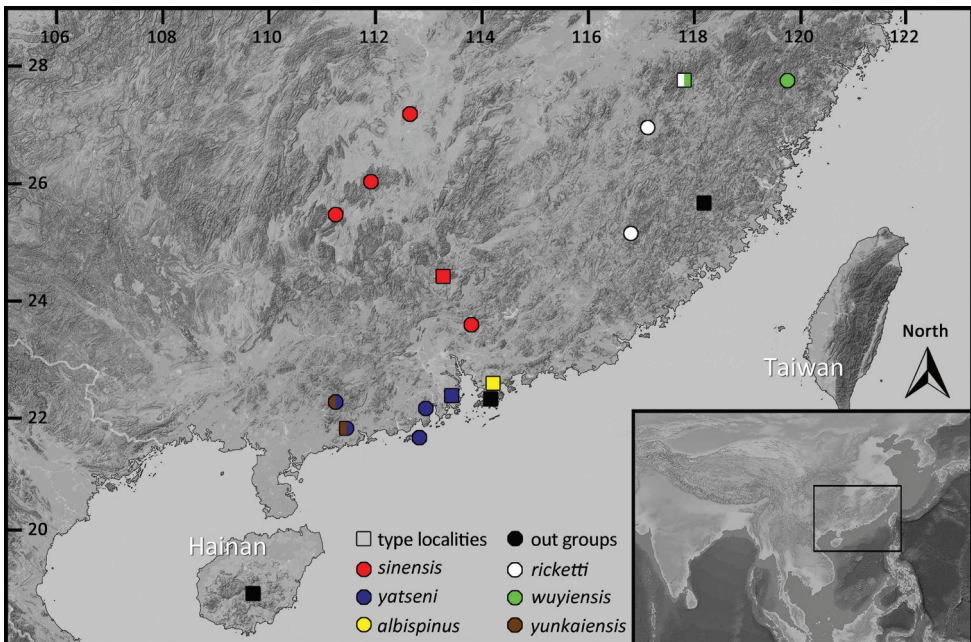 106 108 110 112 114 116 118 120 122
28
26
24
22
20
North
Taiwan
Hainan
type localities
out groups
sinensis
ricketti
yatseni
wuyiensis
albispinus
yunkaiensis